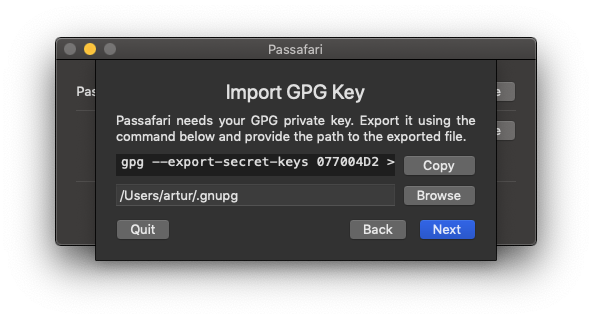 Passafari
Import GPG Key
Passafari needs your GPG private key. Export it using the
command below and provide the path to the exported file.
gpg --export-secret-keys 077004D2 >
Copy
/Users/artur/.gnupg
Browse
Quit
Back
Next